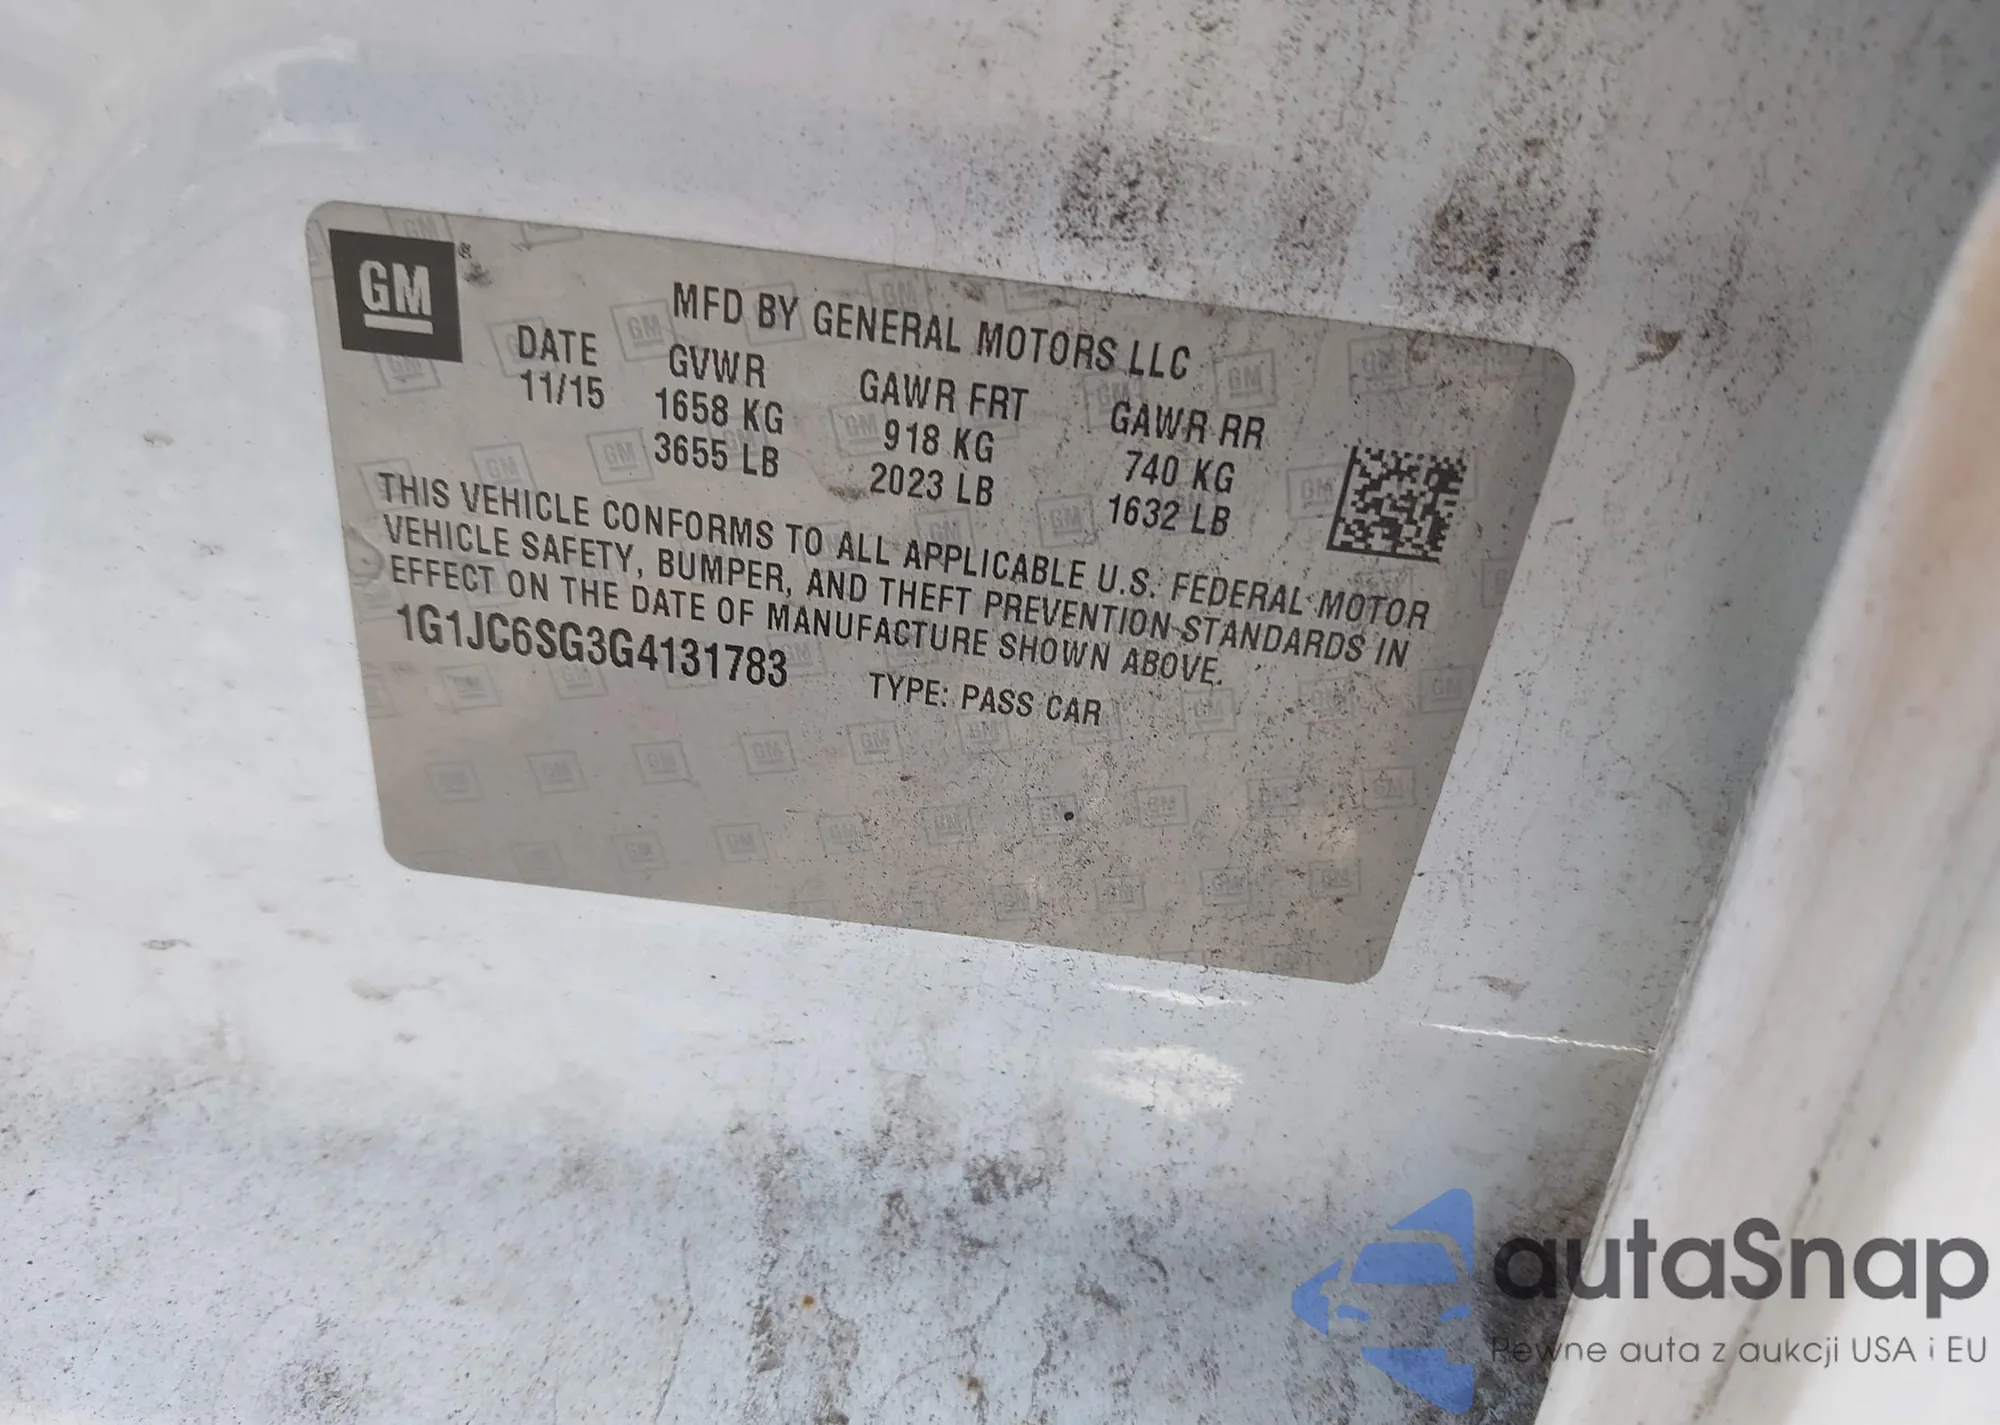 GM
MFD BY GENERAL MOTORS LLC
DATE GVWR GAWR FRT GAWR RR
11/15 1658 KG 918 KG 740 KG
3655 LB 2023 LB 1632 LB
THIS VEHICLE CONFORMS TO ALL APPLICABLE U.S. FEDERAL MOTOR
VEHICLE SAFETY, BUMPER, AND THEFT PREVENTION STANDARDS IN
EFFECT ON THE DATE OF MANUFACTURE SHOWN ABOVE.
1G1JC6SG3G4131783 TYPE: PASS CAR
autaSnap
Pewne auta z aukcji USA i EU